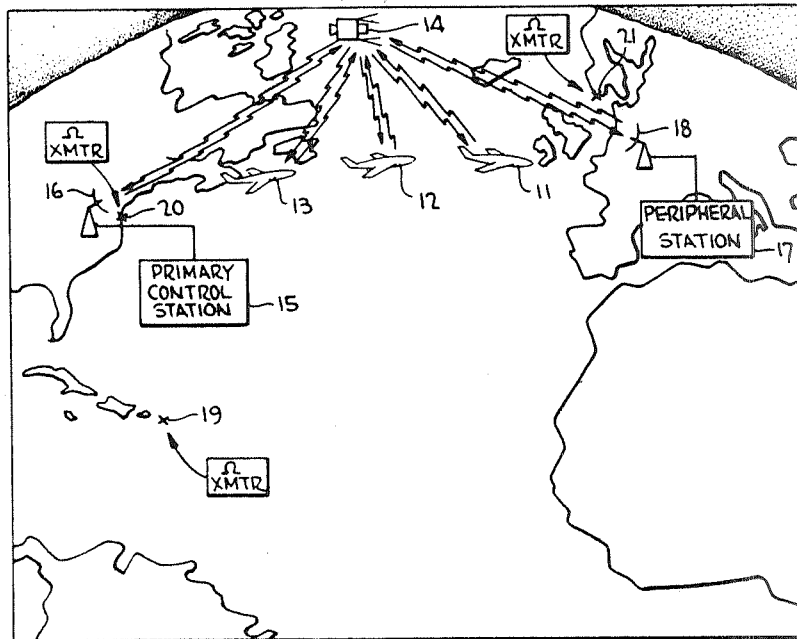 14
Ω
XMTR
21
Ω
XMTR
18
16
20
13
12
11
PERIPHERAL
STATION
17
PRIMARY
CONTROL
STATION
15
19
Ω
XMTR